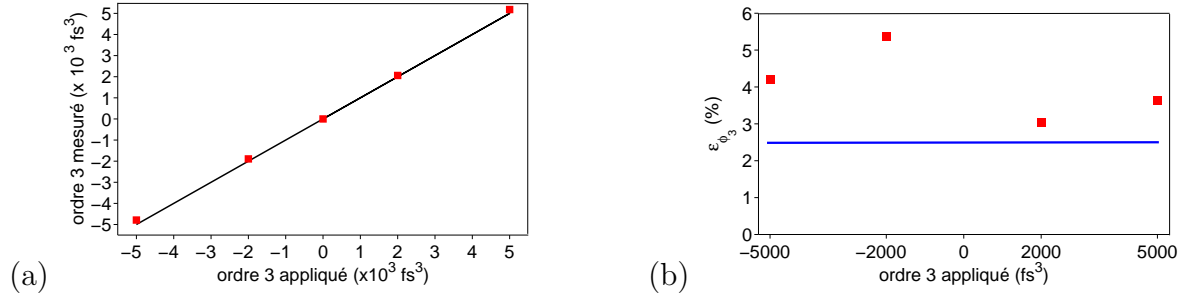 5
4
3
2
1
0
−1
−2
−3
−4
−5
ordre 3 mesuré (x 10³ fs³)
−5 −4 −3 −2 −1 0 1 2 3 4 5
ordre 3 appliqué (x10³ fs³)
(a)
6
5
4
3
2
1
0
ε_ϕ₃ (%)
−5000 −2000 0 2000 5000
ordre 3 appliqué (fs³)
(b)